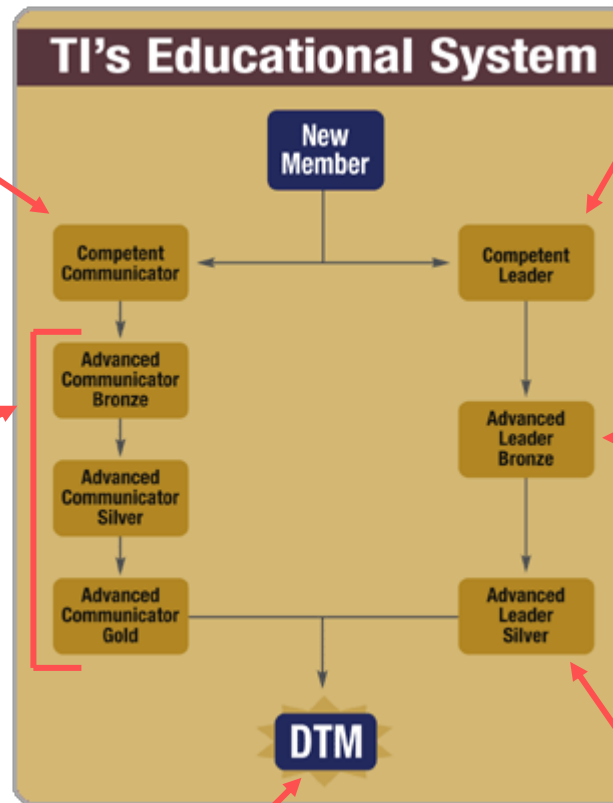 TI's Educational System
New
Member
Competent
Communicator
Competent
Leader
Advanced
Communicator
Bronze
Advanced
Leader
Bronze
Advanced
Communicator
Silver
Advanced
Communicator
Gold
Advanced
Leader
Silver
DTM